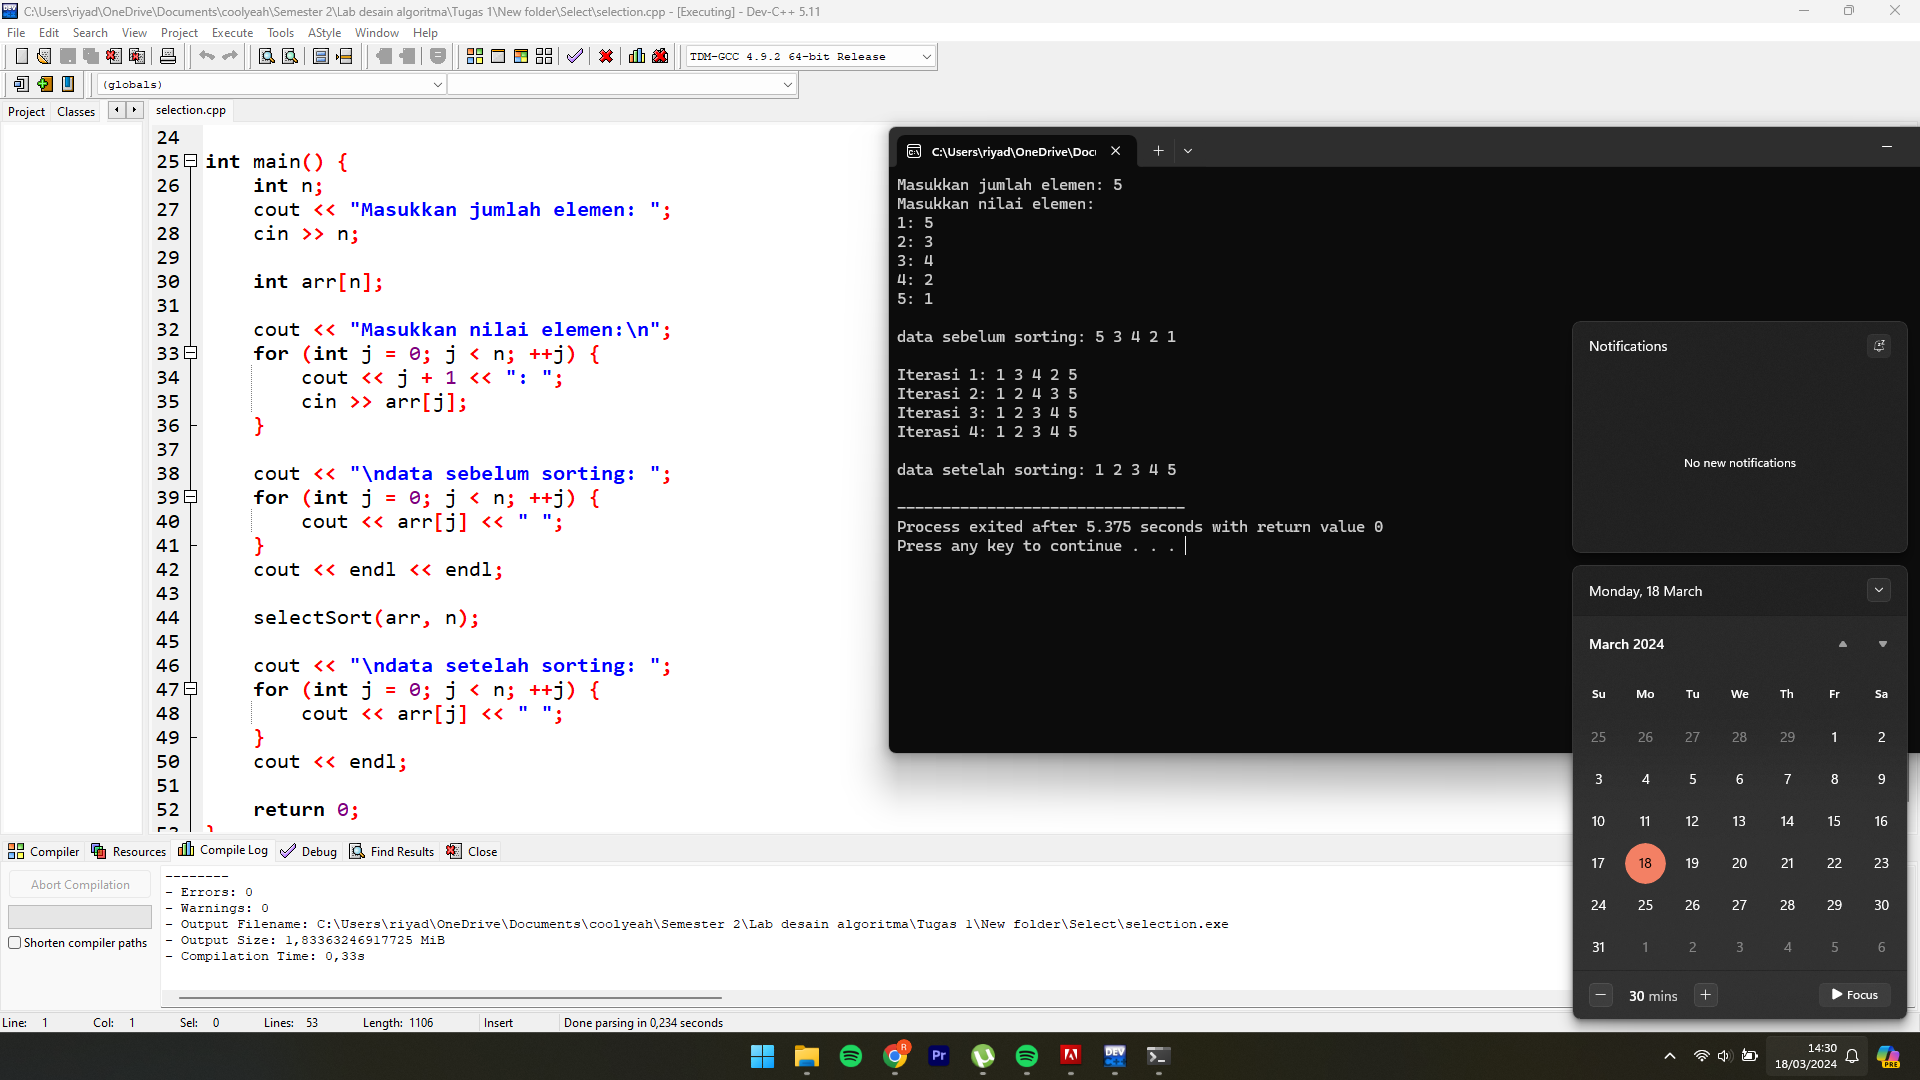 C:\Users\riyad\OneDrive\Documents\coolyeah\Semester 2\Lab desain algoritma\Tugas 1\New folder\Select\selection.cpp - [Executing] - Dev-C++ 5.11
File Edit Search View Project Execute Tools AStyle Window Help
TDM-GCC 4.9.2 64-bit Release
(globals)
Project Classes
selection.cpp
24
25 int main() {
26 int n;
27 cout << "Masukkan jumlah elemen: ";
28 cin >> n;
29
30 int arr[n];
31
32 cout << "Masukkan nilai elemen:\n";
33 for (int j = 0; j < n; ++j) {
34 cout << j + 1 << ": ";
35 cin >> arr[j];
36 }
37
38 cout << "\ndata sebelum sorting: ";
39 for (int j = 0; j < n; ++j) {
40 cout << arr[j] << " ";
41 }
42 cout << endl << endl;
43
44 selectSort(arr, n);
45
46 cout << "\ndata setelah sorting: ";
47 for (int j = 0; j < n; ++j) {
48 cout << arr[j] << " ";
49 }
50 cout << endl;
51
52 return 0;
53 }
C:\Users\riyad\OneDrive\Doc
Masukkan jumlah elemen: 5
Masukkan nilai elemen:
1: 5
2: 3
3: 4
4: 2
5: 1
data sebelum sorting: 5 3 4 2 1
Iterasi 1: 1 3 4 2 5
Iterasi 2: 1 2 4 3 5
Iterasi 3: 1 2 3 4 5
Iterasi 4: 1 2 3 4 5
data setelah sorting: 1 2 3 4 5
--------------------------------
Process exited after 5.375 seconds with return value 0
Press any key to continue . . .
Notifications
No new notifications
Monday, 18 March
March 2024
Su Mo Tu We Th Fr Sa
25 26 27 28 29 1 2
3 4 5 6 7 8 9
10 11 12 13 14 15 16
17 18 19 20 21 22 23
24 25 26 27 28 29 30
31 1 2 3 4 5 6
30 mins
Focus
Compiler Resources Compile Log Debug Find Results Close
Abort Compilation
Shorten compiler paths
--------
- Errors: 0
- Warnings: 0
- Output Filename: C:\Users\riyad\OneDrive\Documents\coolyeah\Semester 2\Lab desain algoritma\Tugas 1\New folder\Select\selection.exe
- Output Size: 1,83363246917725 MiB
- Compilation Time: 0,33s
Line: 1 Col: 1 Sel: 0 Lines: 53 Length: 1106 Insert Done parsing in 0,234 seconds
R
Pr
DEV
14:30
18/03/2024
PRE